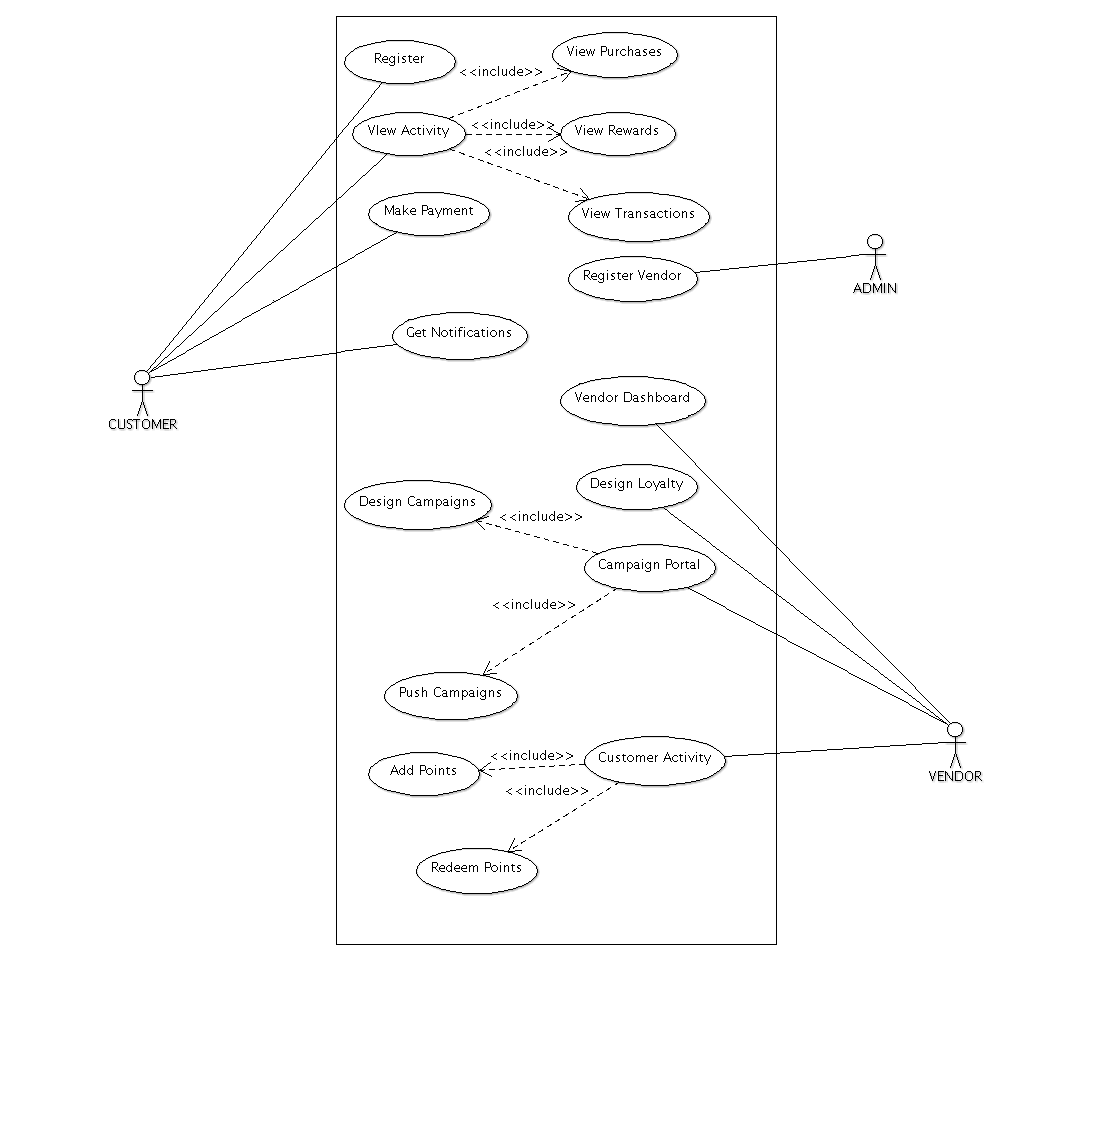 View Purchases
Register
<<include>>
VIew Activity
<<include>>
View Rewards
<<include>>
Make Payment
View Transactions
Register Vendor
ADMIN
Get Notifications
CUSTOMER
Vendor Dashboard
Design Loyalty
Design Campaigns
<<include>>
Campaign Portal
<<include>>
Push Campaigns
<<include>>
Customer Activity
Add Points
VENDOR
<<include>>
Redeem Points